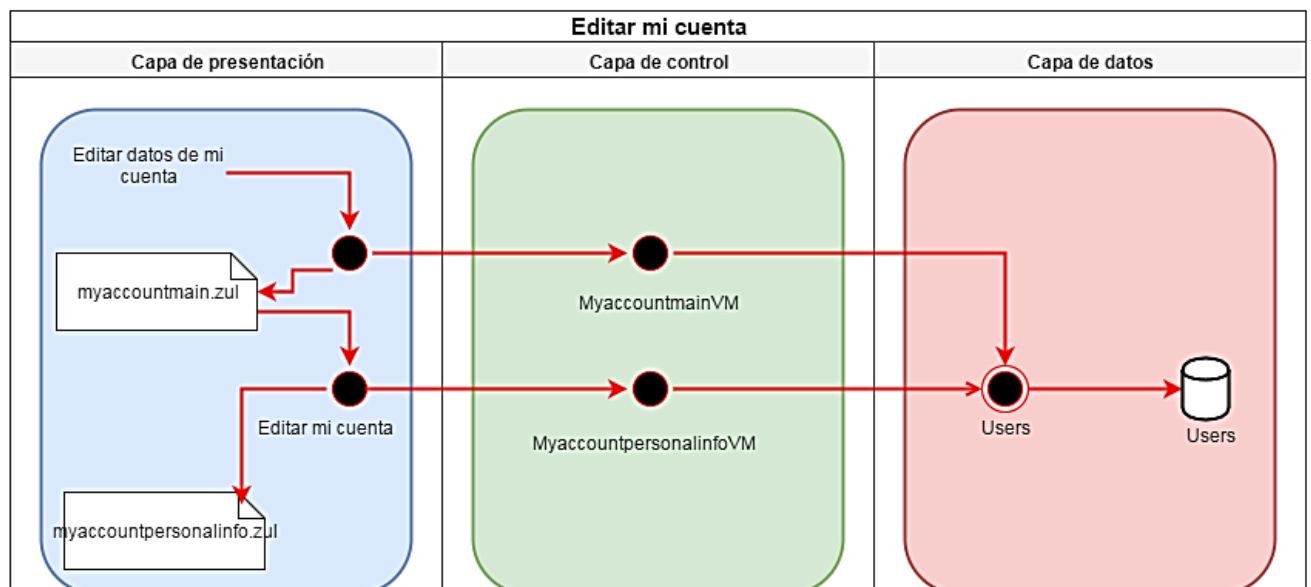 Editar mi cuenta
Capa de presentación
Capa de control
Capa de datos
Editar datos de mi
cuenta
myaccountmain.zul
MyaccountmainVM
Editar mi cuenta
MyaccountpersonalinfoVM
Users
Users
myaccountpersonalinfo.zul